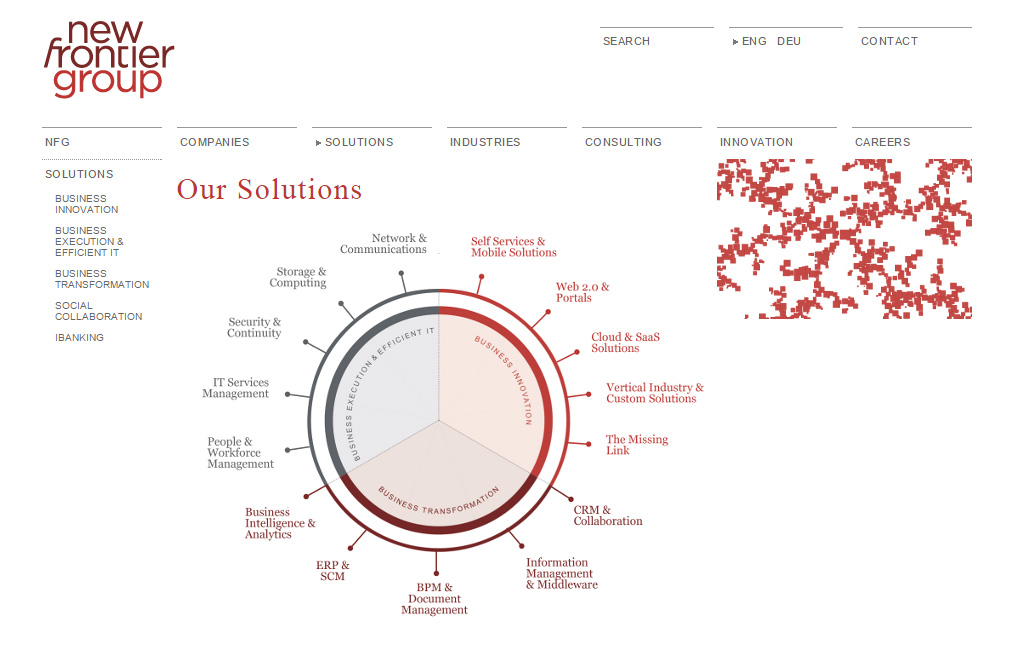 new
frontier
group
SEARCH
ENG DEU
CONTACT
NFG
COMPANIES
SOLUTIONS
INDUSTRIES
CONSULTING
INNOVATION
CAREERS
SOLUTIONS
BUSINESS
INNOVATION
BUSINESS
EXECUTION &
EFFICIENT IT
BUSINESS
TRANSFORMATION
SOCIAL
COLLABORATION
IBANKING
Our Solutions
Network &
Communications
Storage &
Computing
Security &
Continuity
IT Services
Management
People &
Workforce
Management
Self Services &
Mobile Solutions
Web 2.0 &
Portals
Cloud & SaaS
Solutions
Vertical Industry &
Custom Solutions
The Missing
Link
BUSINESS EXECUTION & EFFICIENT IT
BUSINESS INNOVATION
BUSINESS TRANSFORMATION
Business
Intelligence &
Analytics
ERP &
SCM
BPM &
Document
Management
Information
Management
& Middleware
CRM &
Collaboration